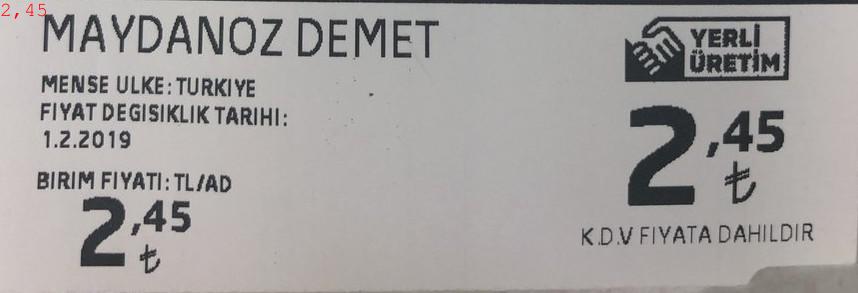 2,45
MAYDANOZ DEMET
YERLİ
ÜRETİM
MENSE ULKE: TURKIYE
FIYAT DEGISIKLIK TARIHI:
1.2.2019
2,45 ₺
BIRIM FIYATI: TL/AD
2,45 ₺
K.D.V FIYATA DAHILDIR